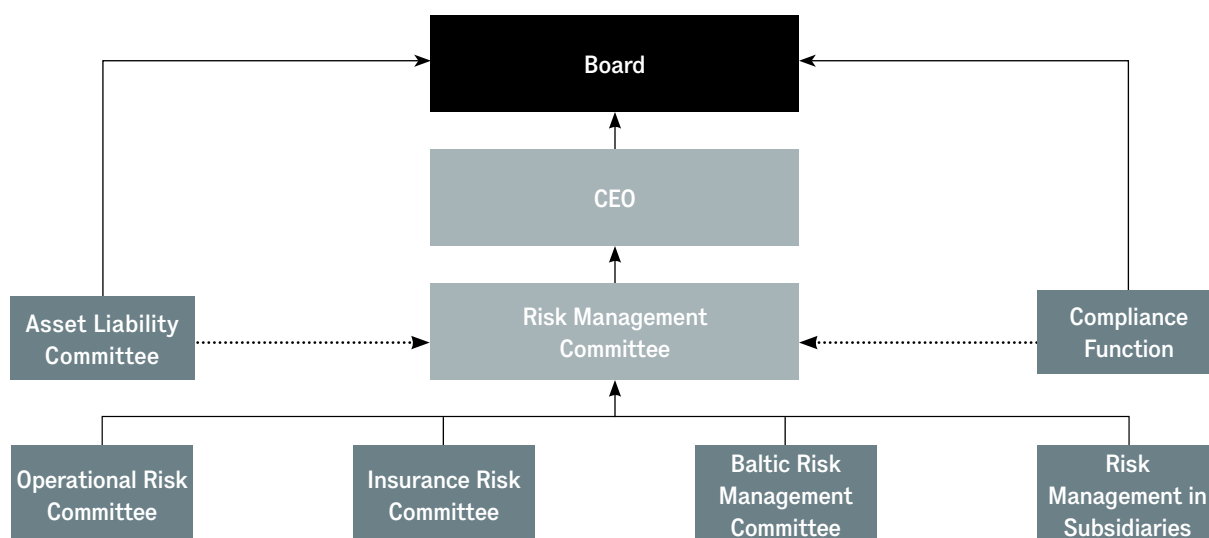 Board
CEO
Asset Liability
Committee
Risk Management
Committee
Compliance
Function
Operational Risk
Committee
Insurance Risk
Committee
Baltic Risk
Management
Committee
Risk
Management in
Subsidiaries